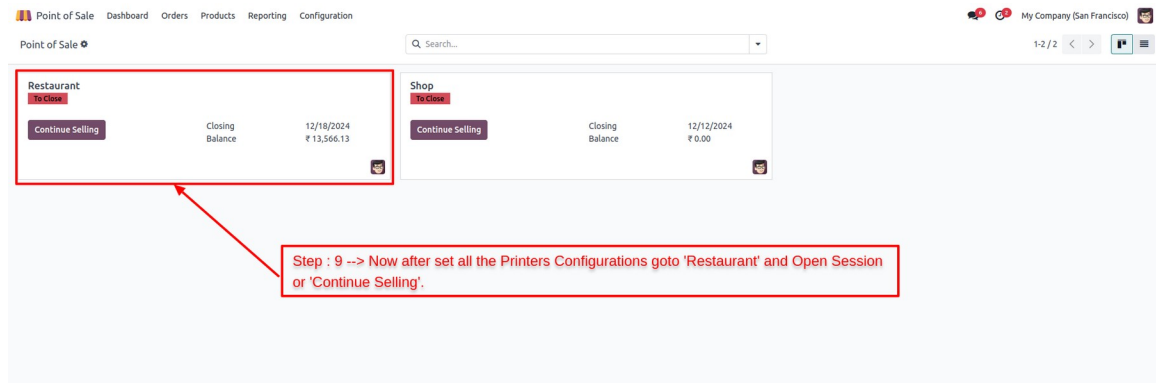 Point of Sale Dashboard Orders Products Reporting Configuration
6 2 My Company (San Francisco)
Point of Sale
Search...
1-2 / 2
Restaurant
To Close
Continue Selling
Closing 12/18/2024
Balance ₹ 13,566.13
Shop
To Close
Continue Selling
Closing 12/12/2024
Balance ₹ 0.00
Step : 9 --> Now after set all the Printers Configurations goto 'Restaurant' and Open Session
or 'Continue Selling'.